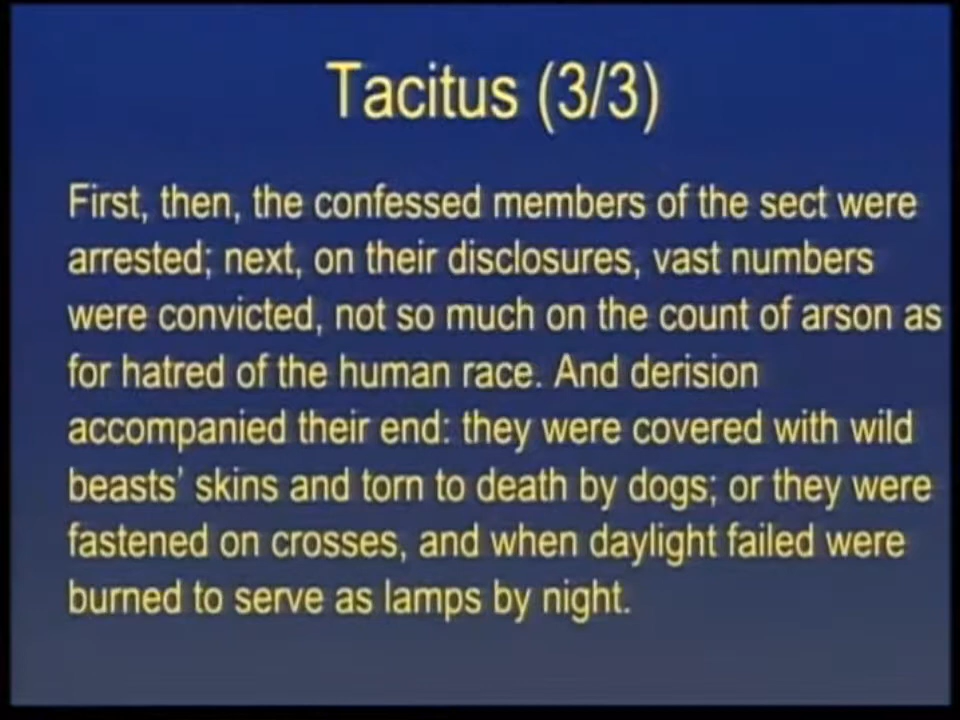 Tacitus (3/3)
First, then, the confessed members of the sect were
arrested; next, on their disclosures, vast numbers
were convicted, not so much on the count of arson as
for hatred of the human race. And derision
accompanied their end: they were covered with wild
beasts' skins and torn to death by dogs; or they were
fastened on crosses, and when daylight failed were
burned to serve as lamps by night.